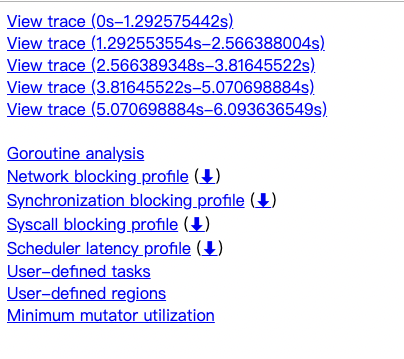 View trace (0s–1.292575442s)
View trace (1.292553554s–2.566388004s)
View trace (2.566389348s–3.81645522s)
View trace (3.81645522s–5.070698884s)
View trace (5.070698884s–6.093636549s)
Goroutine analysis
Network blocking profile (⬇)
Synchronization blocking profile (⬇)
Syscall blocking profile (⬇)
Scheduler latency profile (⬇)
User–defined tasks
User–defined regions
Minimum mutator utilization